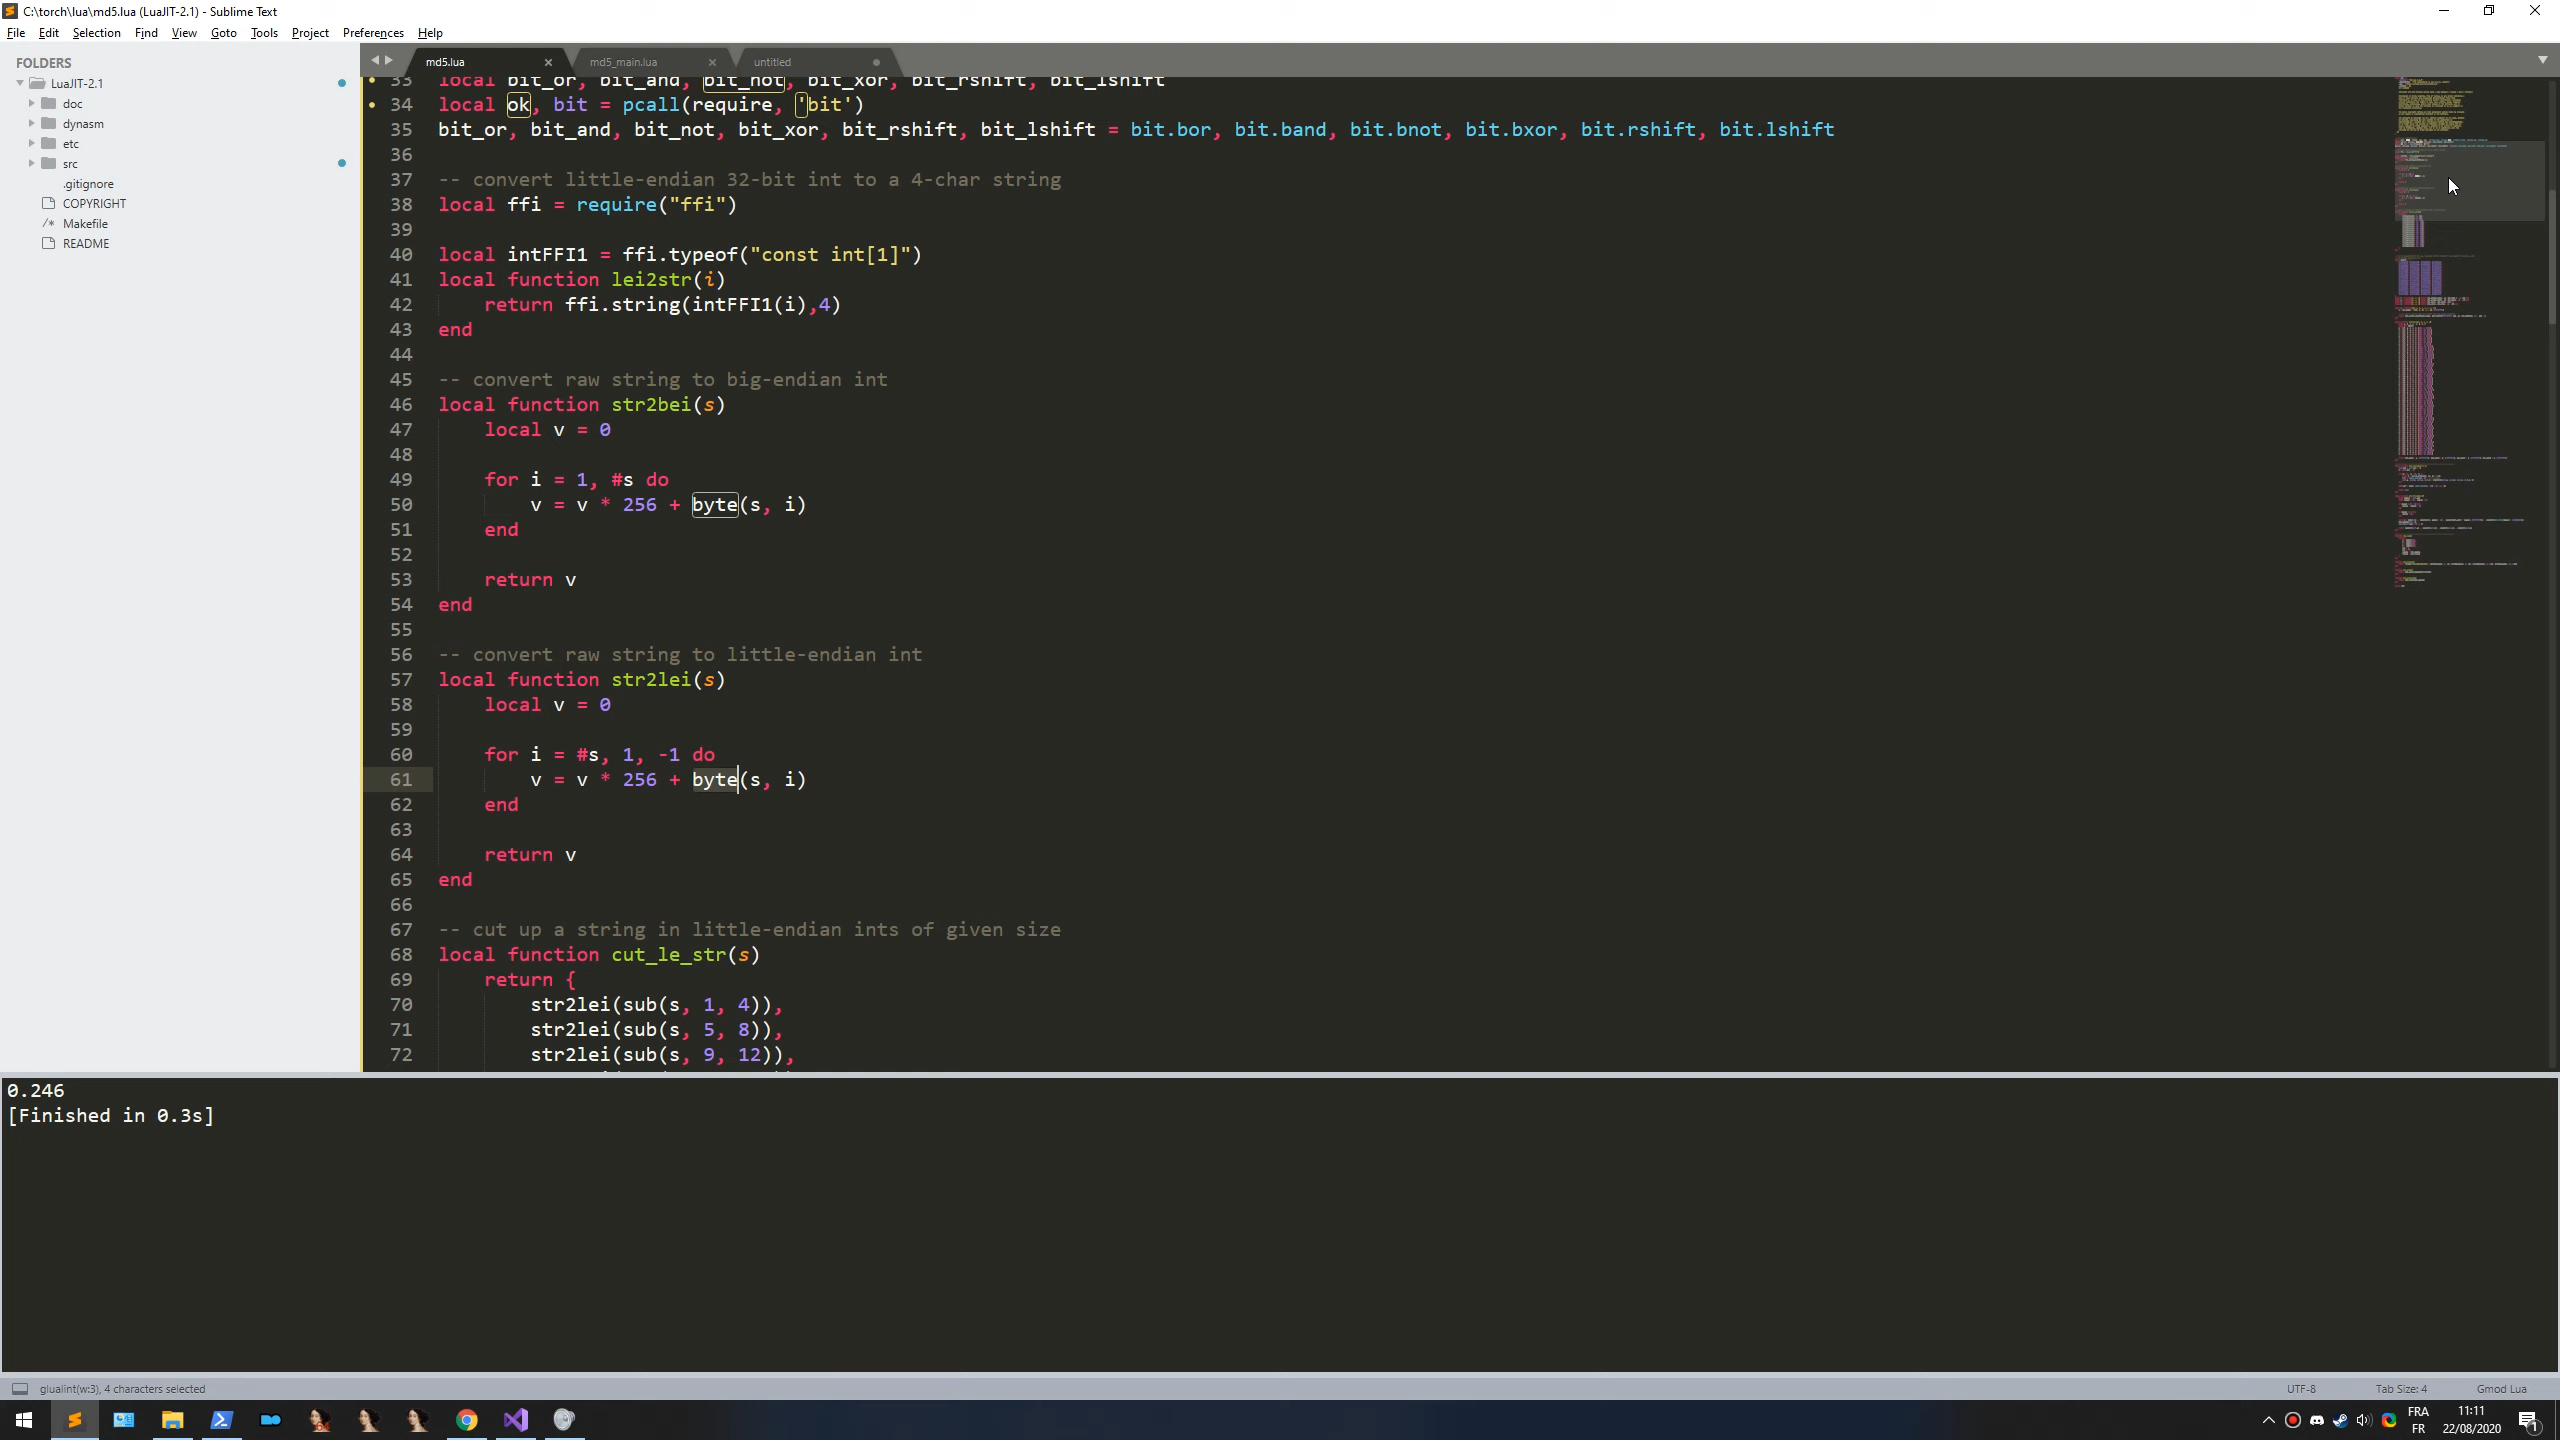 C:\torch\lua\md5.lua (LuaJIT-2.1) - Sublime Text
File Edit Selection Find View Goto Tools Project Preferences Help
FOLDERS
LuaJIT-2.1
doc
dynasm
etc
src
.gitignore
COPYRIGHT
/* Makefile
README
md5.lua md5_main.lua untitled
33 local bit_or, bit_and, bit_not, bit_xor, bit_rshift, bit_lshift
34 local ok, bit = pcall(require, 'bit')
35 bit_or, bit_and, bit_not, bit_xor, bit_rshift, bit_lshift = bit.bor, bit.band, bit.bnot, bit.bxor, bit.rshift, bit.lshift
36
37 -- convert little-endian 32-bit int to a 4-char string
38 local ffi = require("ffi")
39
40 local intFFI1 = ffi.typeof("const int[1]")
41 local function lei2str(i)
42 return ffi.string(intFFI1(i),4)
43 end
44
45 -- convert raw string to big-endian int
46 local function str2bei(s)
47 local v = 0
48
49 for i = 1, #s do
50 v = v * 256 + byte(s, i)
51 end
52
53 return v
54 end
55
56 -- convert raw string to little-endian int
57 local function str2lei(s)
58 local v = 0
59
60 for i = #s, 1, -1 do
61 v = v * 256 + byte(s, i)
62 end
63
64 return v
65 end
66
67 -- cut up a string in little-endian ints of given size
68 local function cut_le_str(s)
69 return {
70 str2lei(sub(s, 1, 4)),
71 str2lei(sub(s, 5, 8)),
72 str2lei(sub(s, 9, 12)),
0.246
[Finished in 0.3s]
glualint(w:3), 4 characters selected
UTF-8 Tab Size: 4 Gmod Lua
FRA
FR
11:11
22/08/2020
1